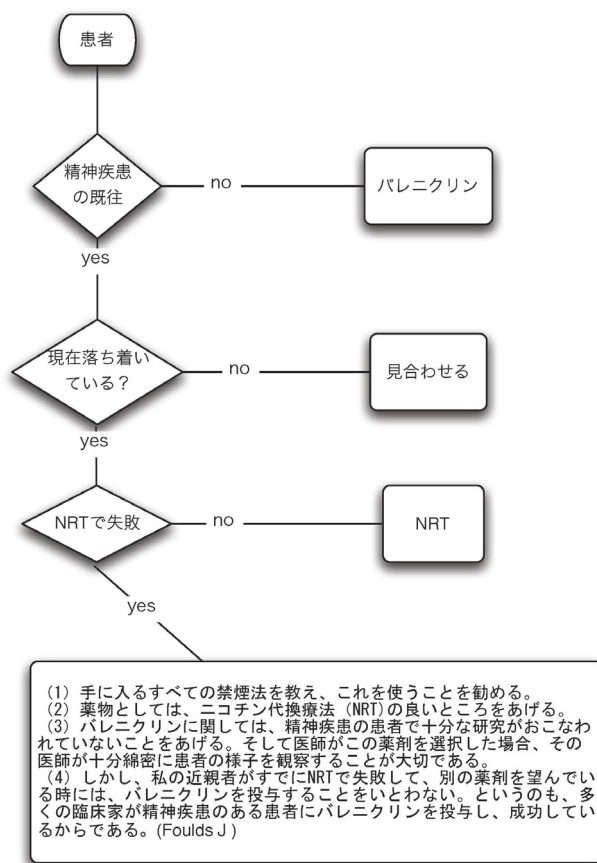 患者
精神疾患
の既往
no
バレニクリン
yes
現在落ち着い
ている？
no
見合わせる
yes
NRTで失敗
no
NRT
yes
（1）手に入るすべての禁煙法を教え、これを使うことを勧める。
（2）薬物としては、ニコチン代換療法 (NRT)の良いところをあげる。
（3）バレニクリンに関しては、精神疾患の患者で十分な研究がおこなわ
れていないことをあげる。そして医師がこの薬剤を選択した場合、その
医師が十分綿密に患者の様子を観察することが大切である。
（4）しかし、私の近親者がすでにNRTで失敗して、別の薬剤を望んでい
る時には、バレニクリンを投与することをいとわない。というのも、多
くの臨床家が精神疾患のある患者にバレニクリンを投与し、成功してい
るからである。(Foulds J )